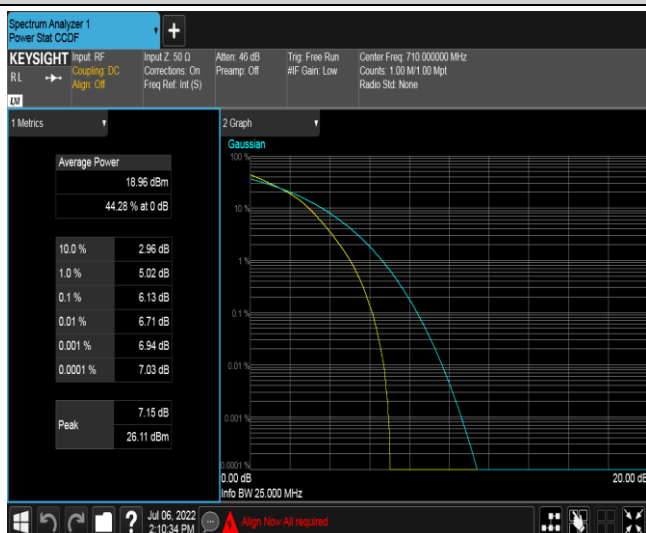 Spectrum Analyzer 1
Power Stat CCDF
KEYSIGHT
RL
LXI
Input: RF
Coupling: DC
Align: Off
Input Z: 50 Ω
Corrections: On
Freq Ref: Int (S)
Atten: 46 dB
Preamp: Off
Trig: Free Run
#IF Gain: Low
Center Freq: 710.000000 MHz
Counts: 1.00 M/1.00 Mpt
Radio Std: None
1 Metrics
Average Power
18.96 dBm
44.28 % at 0 dB
10.0 % 2.96 dB
1.0 % 5.02 dB
0.1 % 6.13 dB
0.01 % 6.71 dB
0.001 % 6.94 dB
0.0001 % 7.03 dB
Peak
7.15 dB
26.11 dBm
2 Graph
Gaussian
100 %
10 %
1 %
0.1 %
0.01 %
0.001 %
0.0001 %
0.00 dB
20.00 dB
Info BW 25.000 MHz
?
Jul 06, 2022
2:10:34 PM
Align Now All required